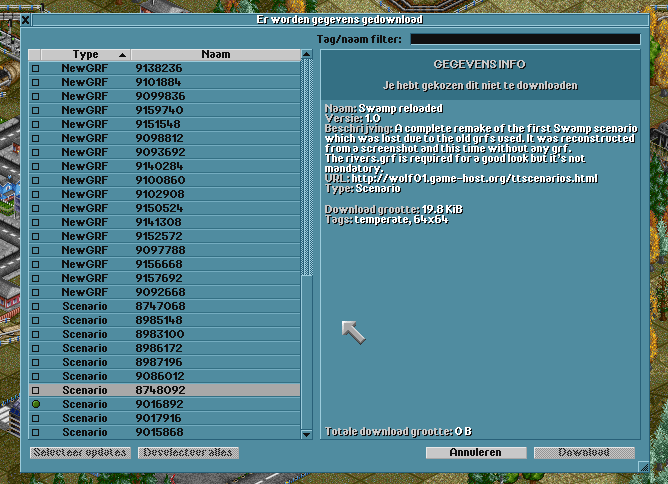 Er worden gegevens gedownload
Tag/naam filter:
Type Naam
NewGRF 9138236
NewGRF 9101884
NewGRF 9099836
NewGRF 9159740
NewGRF 9151548
NewGRF 9098812
NewGRF 9093692
NewGRF 9140284
NewGRF 9100860
NewGRF 9102908
NewGRF 9150524
NewGRF 9141308
NewGRF 9152572
NewGRF 9097788
NewGRF 9156668
NewGRF 9157692
NewGRF 9092668
Scenario 8747068
Scenario 8985148
Scenario 8983100
Scenario 8986172
Scenario 8987196
Scenario 9086012
Scenario 8748092
Scenario 9016892
Scenario 9017916
Scenario 9015868
Selecteer updates
Deselecteer alles
GEGEVENS INFO
Je hebt gekozen dit niet te downloaden
Naam: Swamp reloaded
Versie: 1.0
Beschrijving: A complete remake of the first Swamp scenario
which was lost due to the old grfs used. It was reconstructed
from a screenshot and this time without any grf.
The rivers.grf is required for a good look but it's not
mandatory.
URL: http://wolf01.game-host.org/ttscenarios.html
Type: Scenario
Download grootte: 19.8 KiB
Tags: temperate, 64x64
Totale download grootte: 0 B
Annuleren
Download